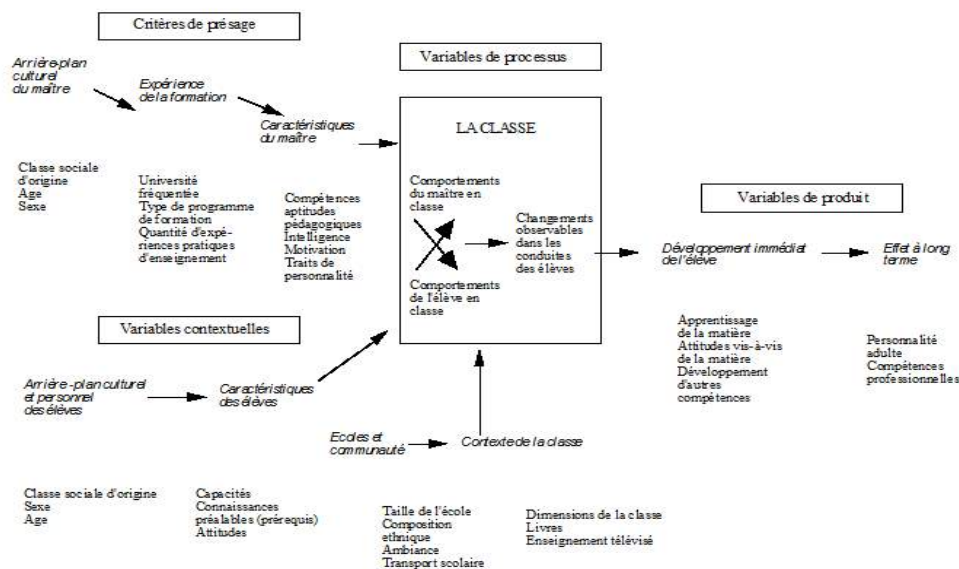 Critères de présage
Variables de processus
Arrière-plan
culturel
du maître
Expérience
de la formation
Caractéristiques
du maître
LA CLASSE
Classe sociale
d'origine
Age
Sexe
Université
fréquentée
Type de programme
de formation
Quantité d'expé-
riences pratiques
d'enseignement
Compétences
aptitudes
pédagogiques
Intelligence
Motivation
Traits de
personnalité
Comportements
du maître en
classe
Changements
observables
dans les
conduites
des élèves
Comportements
de l'élève en
classe
Variables de produit
Développement immédiat
de l'élève
Effet à long
terme
Apprentissage
de la matière
Attitudes vis-à-vis
de la matière
Développement
d'autres
compétences
Personnalité
adulte
Compétences
professionnelles
Variables contextuelles
Arrière -plan culturel
et personnel
des élèves
Caractéristiques
des élèves
Ecoles et
communauté
Contexte de la classe
Classe sociale d'origine
Sexe
Age
Capacités
Connaissances
préalables (prérequis)
Attitudes
Taille de l'école
Composition
ethnique
Ambiance
Transport scolaire
Dimensions de la classe
Livres
Enseignement télévisé